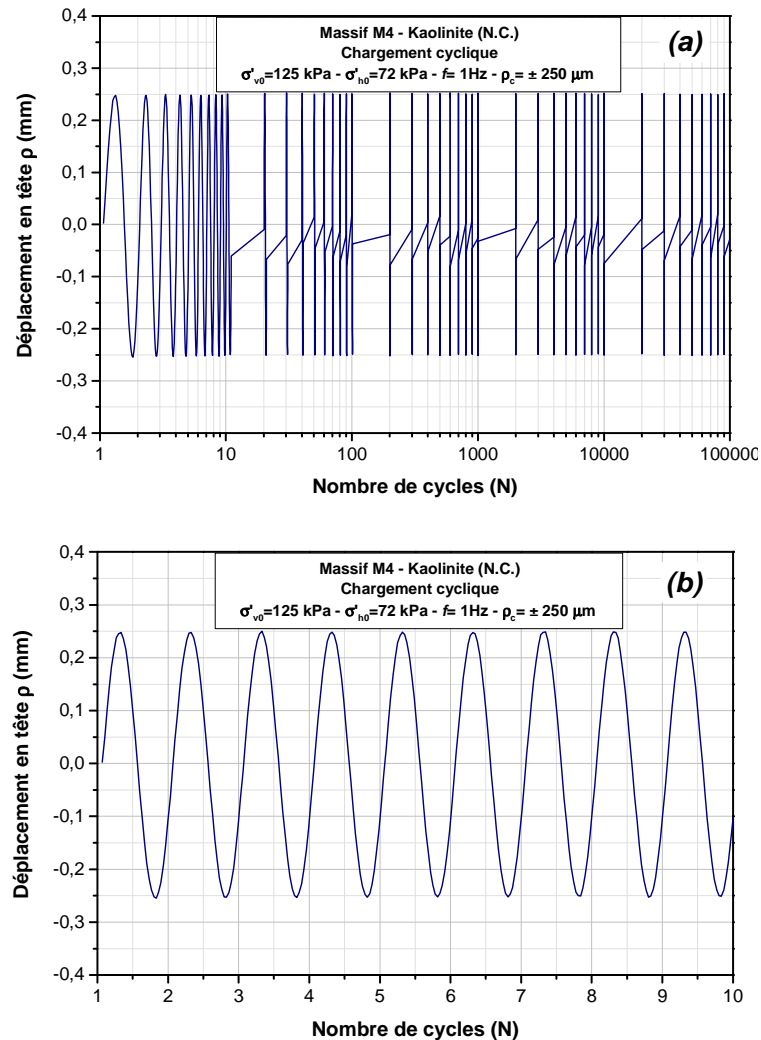 Massif M4 - Kaolinite (N.C.)
Chargement cyclique
σ'v0=125 kPa - σ'h0=72 kPa - f= 1Hz - ρc= ± 250 µm
(a)
Déplacement en tête ρ (mm)
0,4
0,3
0,2
0,1
0,0
-0,1
-0,2
-0,3
-0,4
1 10 100 1000 10000 100000
Nombre de cycles (N)
Massif M4 - Kaolinite (N.C.)
Chargement cyclique
σ'v0=125 kPa - σ'h0=72 kPa - f= 1Hz - ρc= ± 250 µm
(b)
Déplacement en tête ρ (mm)
0,4
0,3
0,2
0,1
0,0
-0,1
-0,2
-0,3
-0,4
1 2 3 4 5 6 7 8 9 10
Nombre de cycles (N)